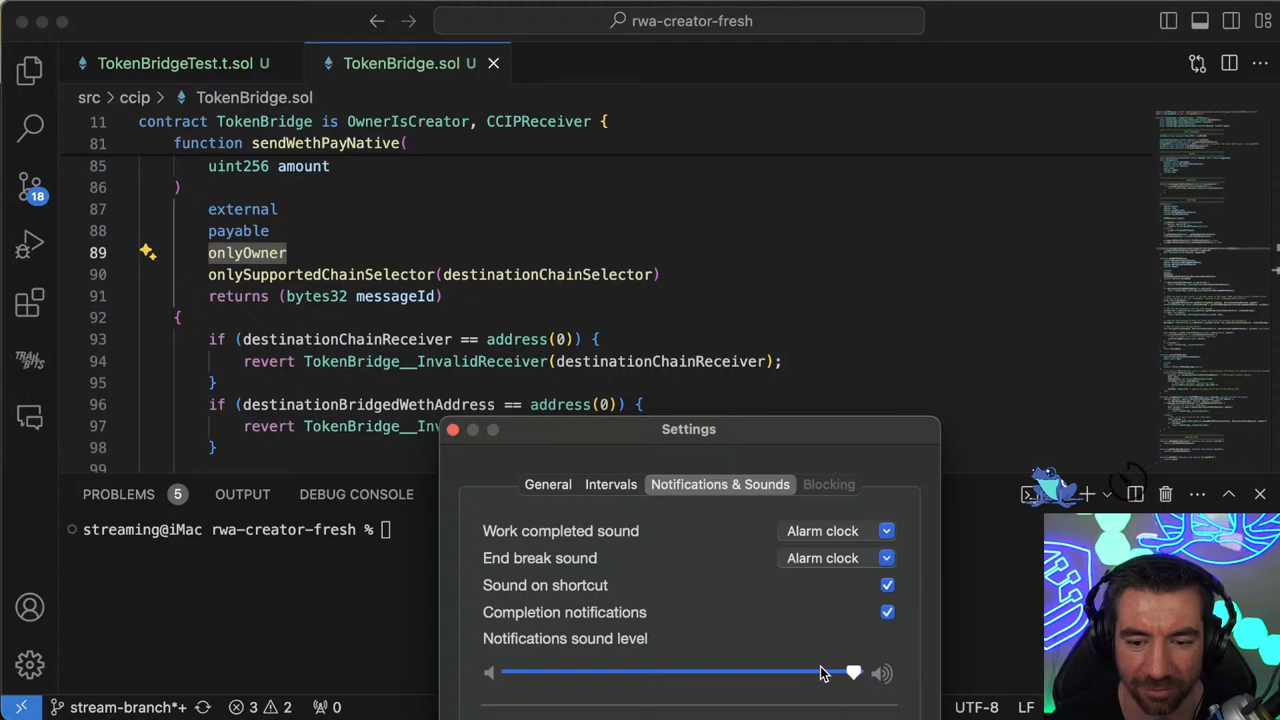 rwa-creator-fresh
TokenBridgeTest.t.sol U
TokenBridge.sol U
src > ccip > TokenBridge.sol
11 contract TokenBridge is OwnerIsCreator, CCIPReceiver {
81 function sendWethPayNative(
85 uint256 amount
86 )
87 external
88 payable
89 onlyOwner
90 onlySupportedChainSelector(destinationChainSelector)
91 returns (bytes32 messageId)
92 {
93 if (destinationChainReceiver == address(0)) {
94 revert TokenBridge__InvalidReceiver(destinationChainReceiver);
95 }
96 if (destinationBridgedWethAddress == address(0)) {
97 revert TokenBridge__Inv
98 }
99
18
PROBLEMS 5 OUTPUT DEBUG CONSOLE
streaming@iMac rwa-creator-fresh %
Settings
General Intervals Notifications & Sounds Blocking
Work completed sound Alarm clock
End break sound Alarm clock
Sound on shortcut
Completion notifications
Notifications sound level
stream-branch*+ 3 2 0 UTF-8 LF